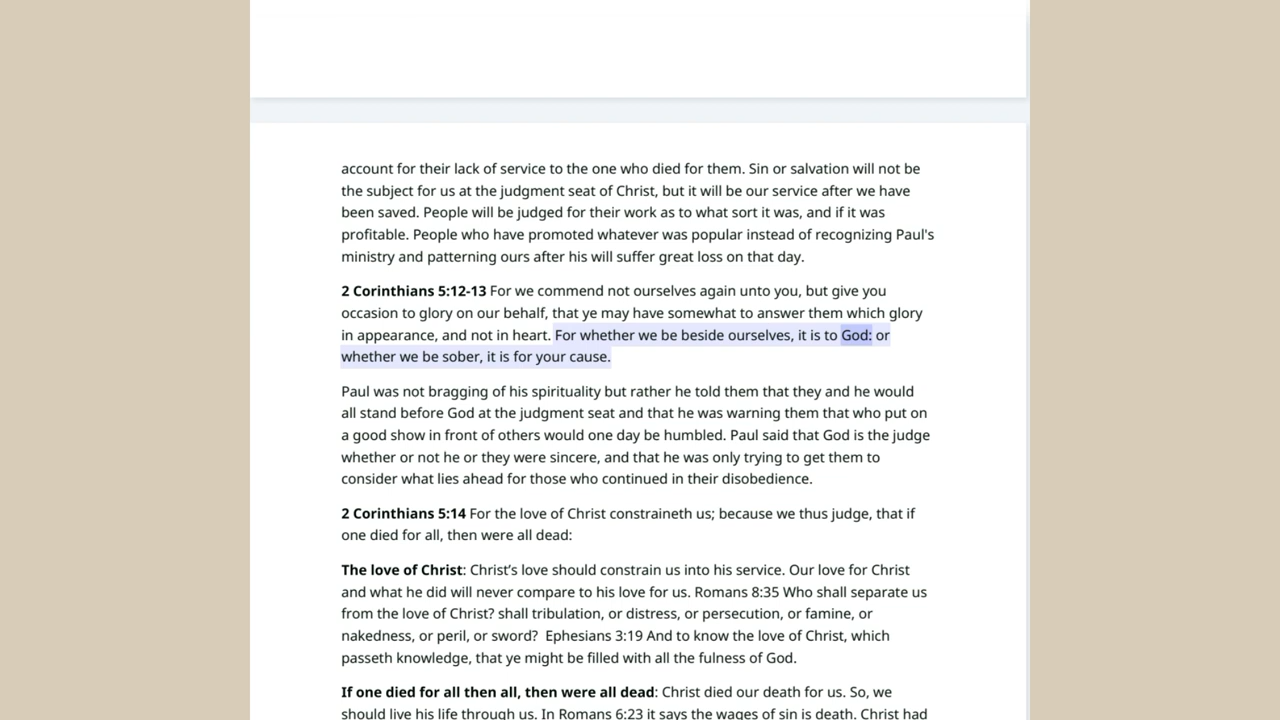 account for their lack of service to the one who died for them. Sin or salvation will not be
the subject for us at the judgment seat of Christ, but it will be our service after we have
been saved. People will be judged for their work as to what sort it was, and if it was
profitable. People who have promoted whatever was popular instead of recognizing Paul's
ministry and patterning ours after his will suffer great loss on that day.
2 Corinthians 5:12-13 For we commend not ourselves again unto you, but give you
occasion to glory on our behalf, that ye may have somewhat to answer them which glory
in appearance, and not in heart. For whether we be beside ourselves, it is to God: or
whether we be sober, it is for your cause.
Paul was not bragging of his spirituality but rather he told them that they and he would
all stand before God at the judgment seat and that he was warning them that who put on
a good show in front of others would one day be humbled. Paul said that God is the judge
whether or not he or they were sincere, and that he was only trying to get them to
consider what lies ahead for those who continued in their disobedience.
2 Corinthians 5:14 For the love of Christ constraineth us; because we thus judge, that if
one died for all, then were all dead:
The love of Christ: Christ’s love should constrain us into his service. Our love for Christ
and what he did will never compare to his love for us. Romans 8:35 Who shall separate us
from the love of Christ? shall tribulation, or distress, or persecution, or famine, or
nakedness, or peril, or sword?  Ephesians 3:19 And to know the love of Christ, which
passeth knowledge, that ye might be filled with all the fulness of God.
If one died for all then all, then were all dead: Christ died our death for us. So, we
should live his life through us. In Romans 6:23 it says the wages of sin is death. Christ had